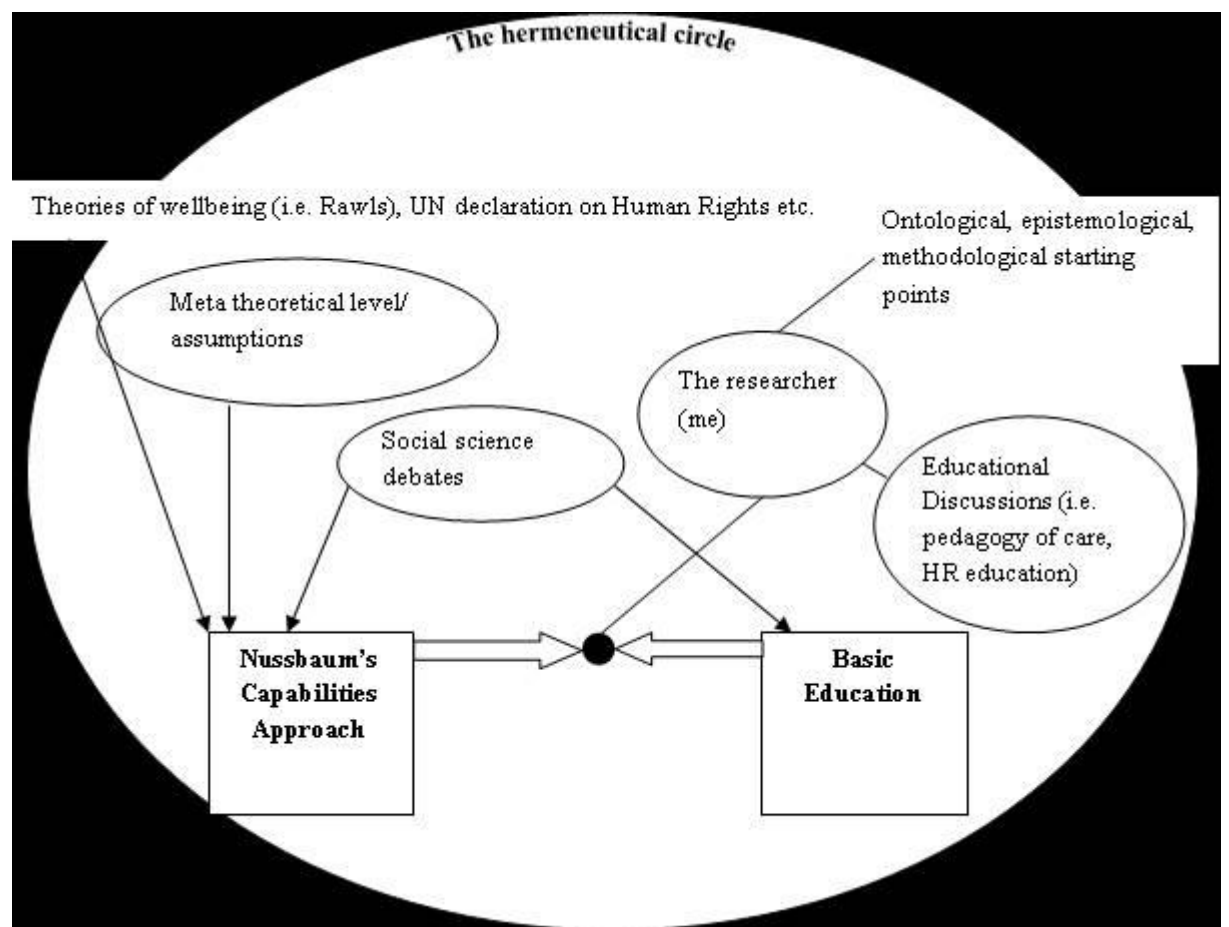 The hermeneutical circle
Theories of wellbeing (i.e. Rawls), UN declaration on Human Rights etc.
Ontological, epistemological,
methodological starting
points
Meta theoretical level/
assumptions
The researcher
(me)
Social science
debates
Educational
Discussions (i.e.
pedagogy of care,
HR education)
Nussbaum's
Capabilities
Approach
Basic
Education